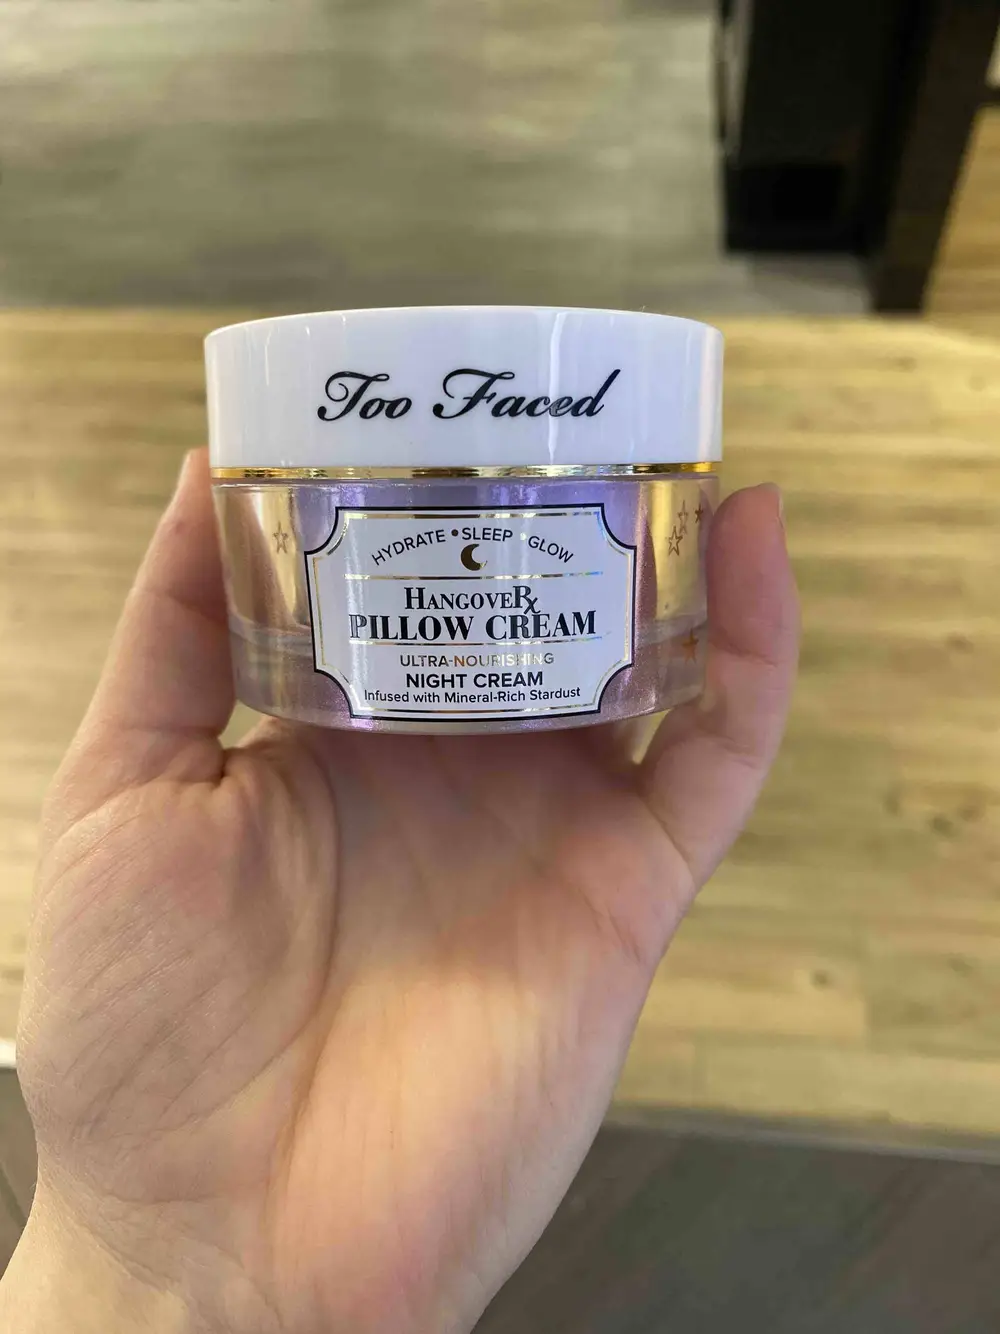 Too Faced
HYDRATE • SLEEP • GLOW
HANGOVERx
PILLOW CREAM
ULTRA-NOURISHING
NIGHT CREAM
Infused with Mineral-Rich Stardust